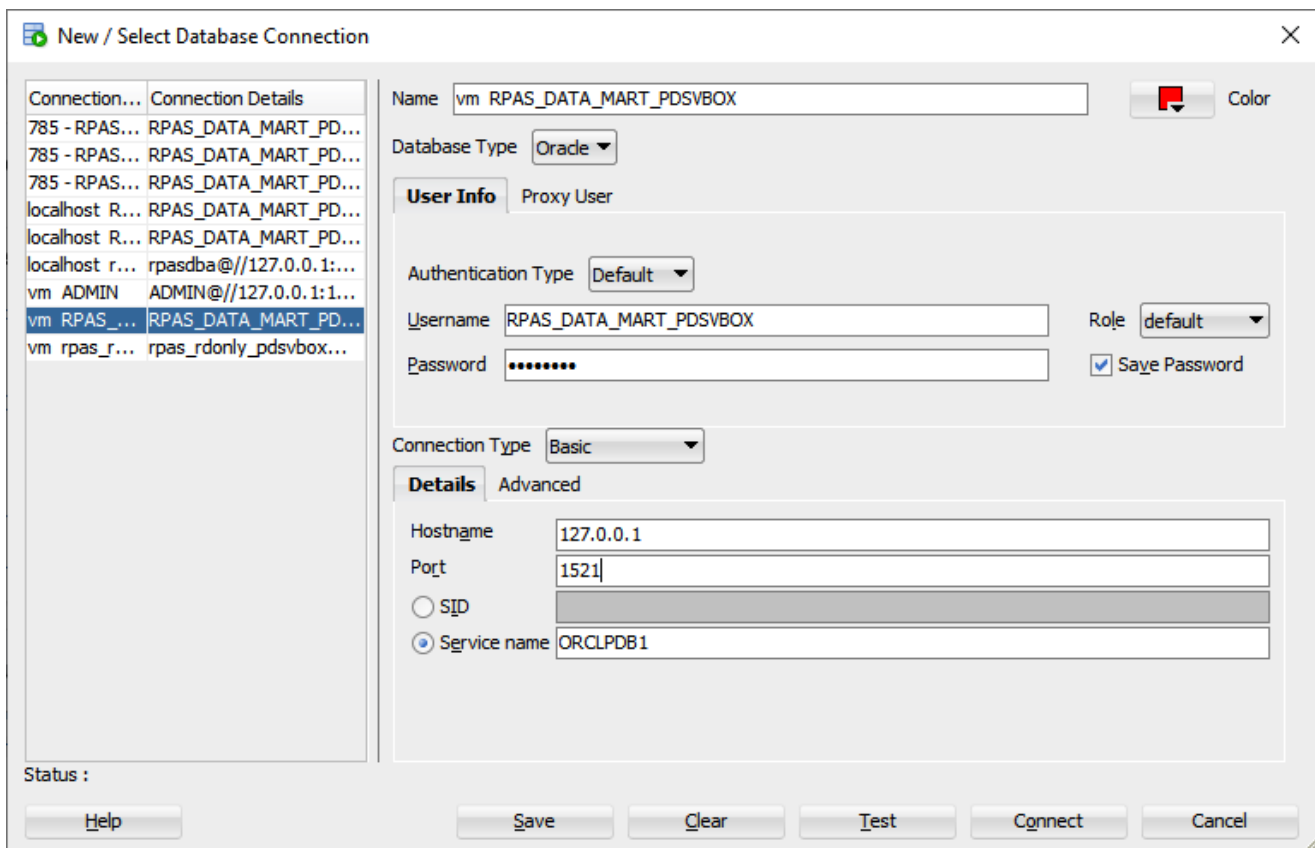 New / Select Database Connection
Connection... Connection Details
785 - RPAS... RPAS_DATA_MART_PD...
785 - RPAS... RPAS_DATA_MART_PD...
785 - RPAS... RPAS_DATA_MART_PD...
localhost R... RPAS_DATA_MART_PD...
localhost R... RPAS_DATA_MART_PD...
localhost r... rpasdba@//127.0.0.1:...
vm ADMIN ADMIN@//127.0.0.1:1...
vm RPAS_... RPAS_DATA_MART_PD...
vm rpas_r... rpas_rdonly_pdsvbox...
Name vm RPAS_DATA_MART_PDSVBOX Color
Database Type Oracle
User Info Proxy User
Authentication Type Default
Username RPAS_DATA_MART_PDSVBOX Role default
Password •••••••• Save Password
Connection Type Basic
Details Advanced
Hostname 127.0.0.1
Port 1521
SID
Service name ORCLPDB1
Status :
Help Save Clear Test Connect Cancel